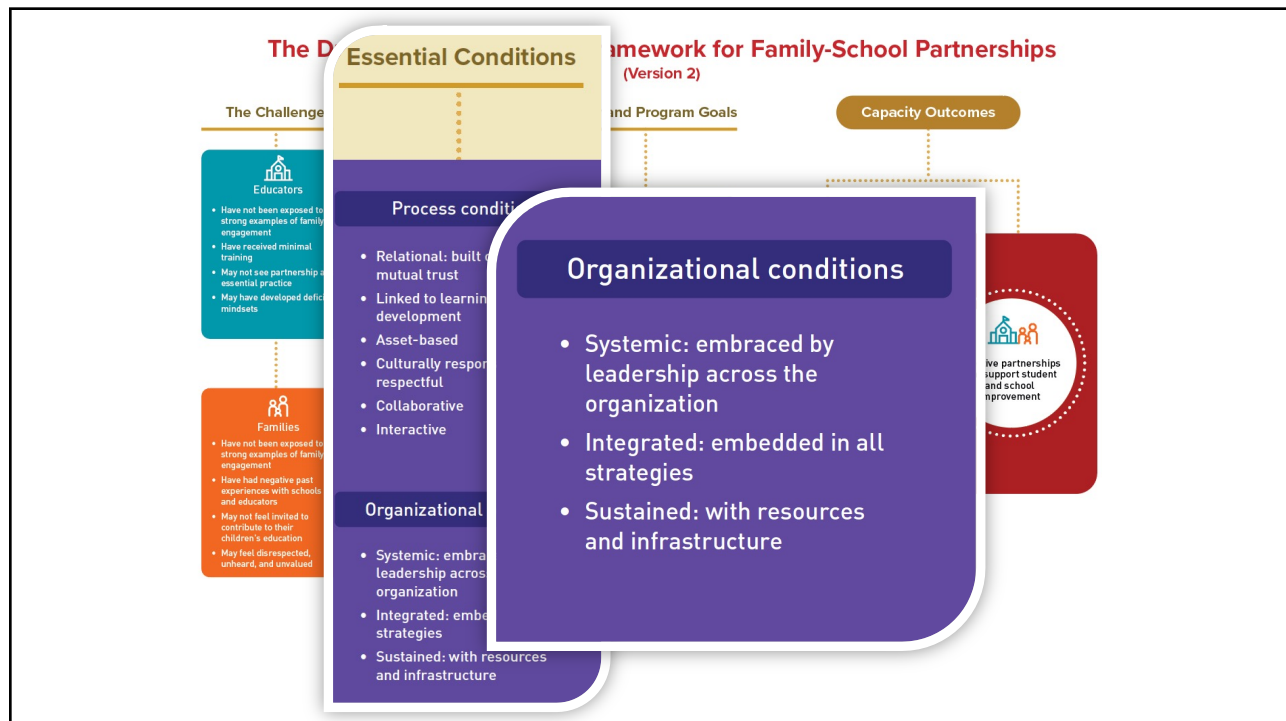 The D
amework for Family-School Partnerships
(Version 2)
Essential Conditions
The Challenge
and Program Goals
Capacity Outcomes
Educators
• Have not been exposed to
strong examples of family
engagement
• Have received minimal
training
• May not see partnership a
essential practice
• May have developed defici
mindsets
Families
• Have not been exposed to
strong examples of family
engagement
• Have had negative past
experiences with schools
and educators
• May not feel invited to
contribute to their
children's education
• May feel disrespected,
unheard, and unvalued
Process conditi
• Relational: built
mutual trust
• Linked to learnin
development
• Asset-based
• Culturally respon
respectful
• Collaborative
• Interactive
Organizational
• Systemic: embra
leadership acros
organization
• Integrated: embe
strategies
• Sustained: with resources
and infrastructure
Organizational conditions
• Systemic: embraced by
leadership across the
organization
• Integrated: embedded in all
strategies
• Sustained: with resources
and infrastructure
ive partnerships
support student
and school
mprovement